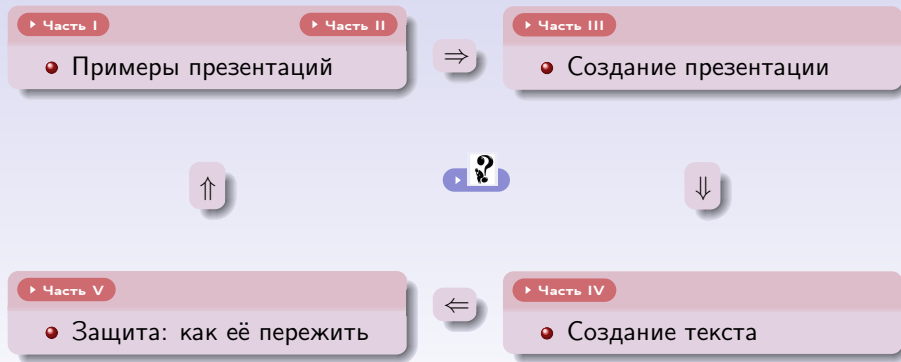 Часть I Часть II
• Примеры презентаций
⇒
Часть III
• Создание презентации
⇑
?
⇓
Часть V
• Защита: как её пережить
⇐
Часть IV
• Создание текста